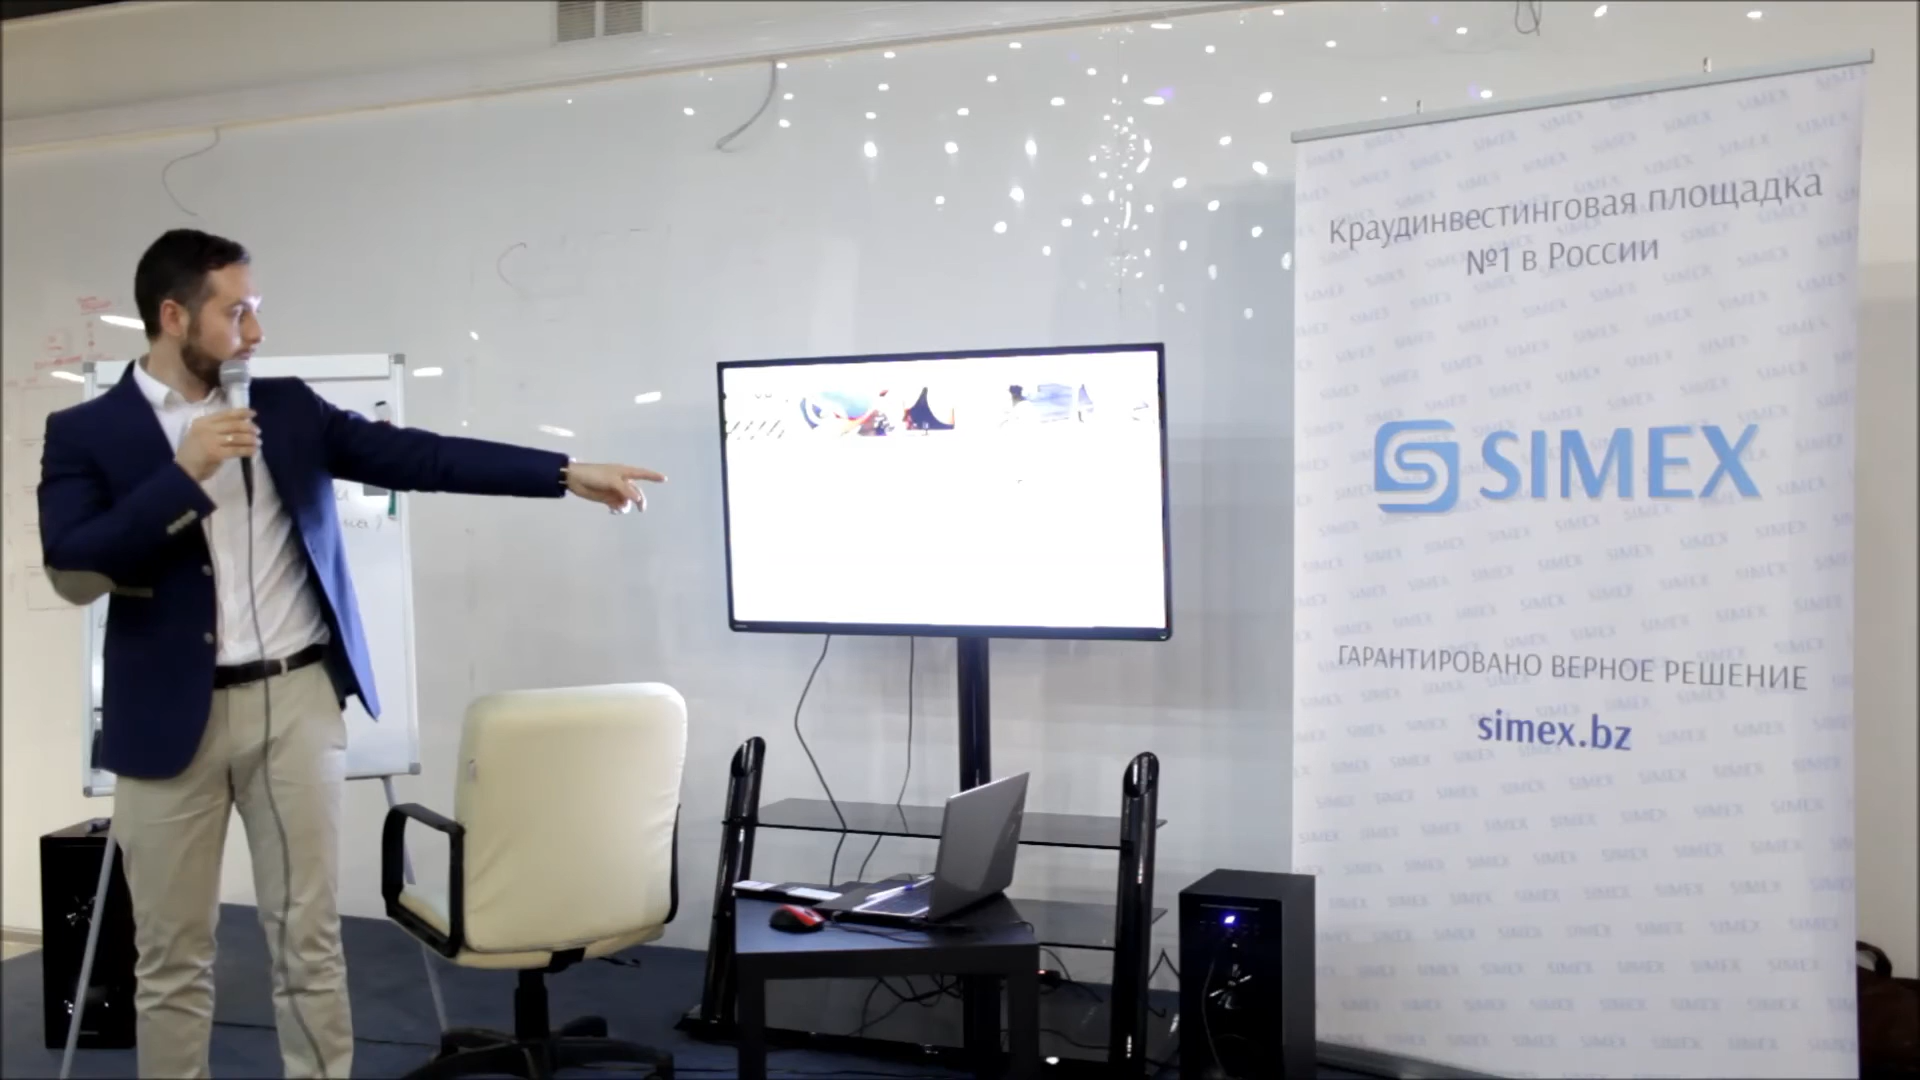 Краудинвестинговая площадка
№1 в России
SIMEX
ГАРАНТИРОВАНО ВЕРНОЕ РЕШЕНИЕ
simex.bz